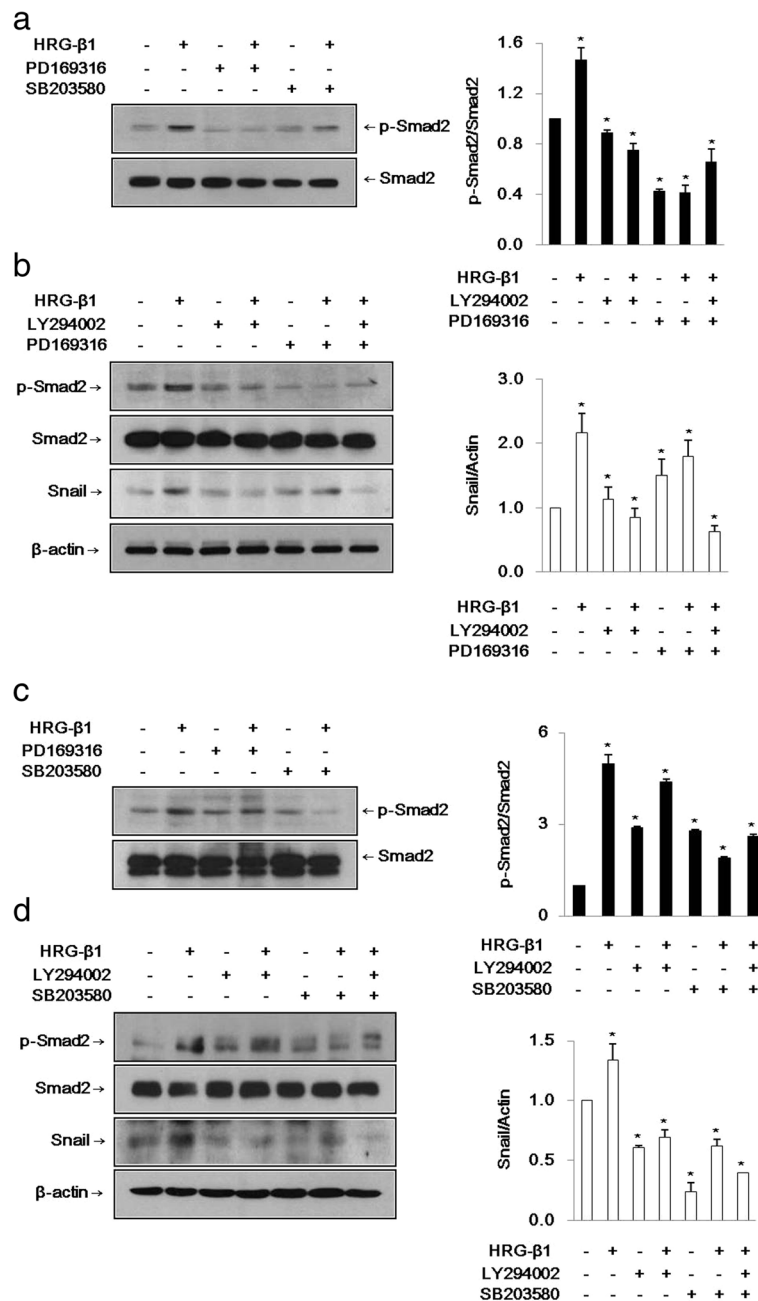 a
HRG-β1 - + - + - +
PD169316 - - + + - -
SB203580 - - - - + +
← p-Smad2
← Smad2
p-Smad2/Smad2
1.6
1.2
0.8
0.4
0.0
* * * * * *
HRG-β1 - + - + - + +
LY294002 - - + + - - +
PD169316 - - - - + + +
b
HRG-β1 - + - + - + +
LY294002 - - + + - - +
PD169316 - - - - + + +
p-Smad2 →
Smad2 →
Snail →
β-actin →
Snail/Actin
3.0
2.0
1.0
0.0
* * * * * *
HRG-β1 - + - + - + +
LY294002 - - + + - - +
PD169316 - - - - + + +
c
HRG-β1 - + - + - +
PD169316 - - + + - -
SB203580 - - - - + +
← p-Smad2
← Smad2
p-Smad2/Smad2
6
3
0
* * * * * *
HRG-β1 - + - + - + +
LY294002 - - + + - - +
SB203580 - - - - + + +
d
HRG-β1 - + - + - + +
LY294002 - - + + - - +
SB203580 - - - - + + +
p-Smad2 →
Smad2 →
Snail →
β-actin →
Snail/Actin
1.5
1.0
0.5
0.0
* * * * * *
HRG-β1 - + - + - + +
LY294002 - - + + - - +
SB203580 - - - - + + +